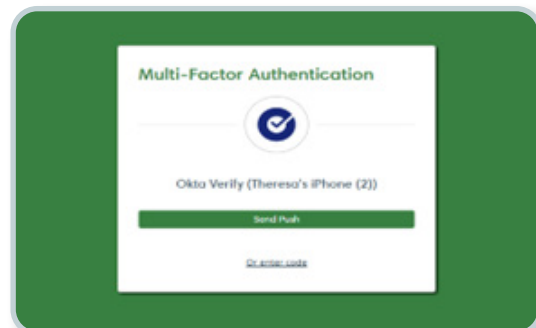 Multi-Factor Authentication
Okta Verify (Theresa's iPhone (2))
Send Push
Or enter code